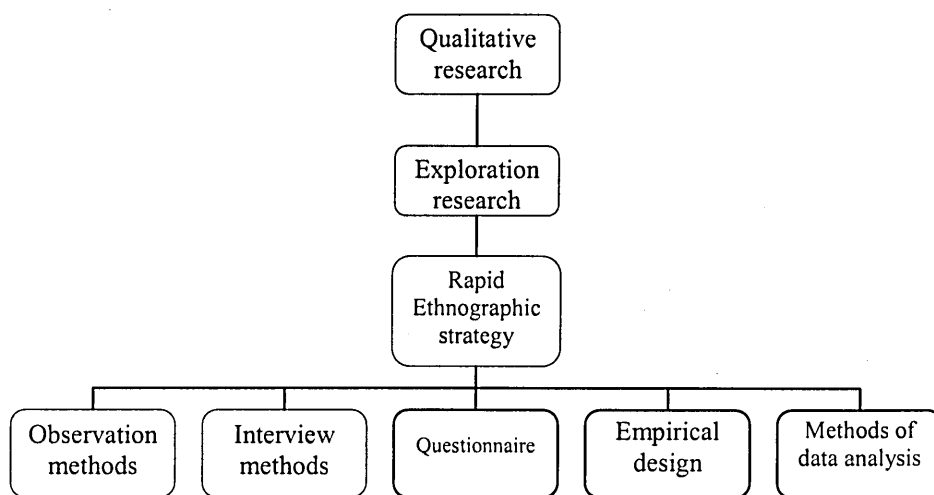 Qualitative
research
Exploration
research
Rapid
Ethnographic
strategy
Observation
methods
Interview
methods
Questionnaire
Empirical
design
Methods of
data analysis